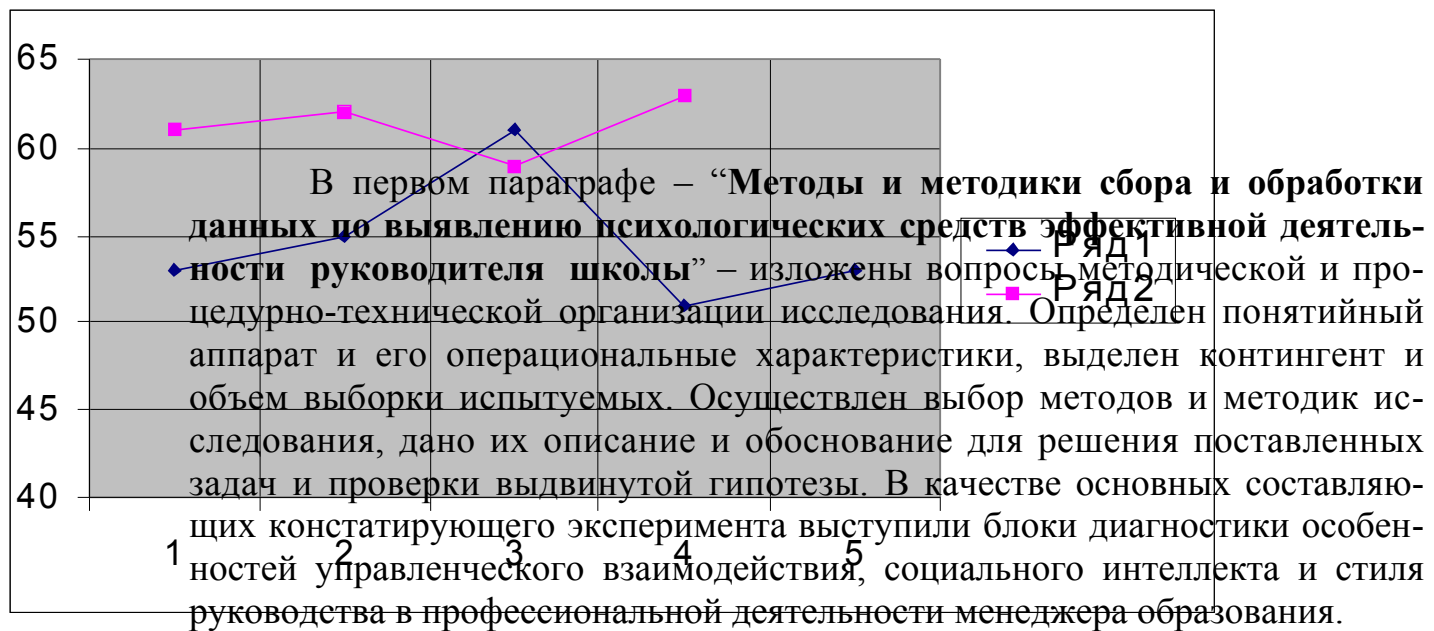 65
60
55
50
45
40
1 2 3 4 5
Ряд1
Ряд2
В первом параграфе – “Методы и методики сбора и обработки
данных по выявлению психологических средств эффективной деятель-
ности руководителя школы” – изложены вопросы методической и про-
цедурно-технической организации исследования. Определен понятийный
аппарат и его операциональные характеристики, выделен контингент и
объем выборки испытуемых. Осуществлен выбор методов и методик ис-
следования, дано их описание и обоснование для решения поставленных
задач и проверки выдвинутой гипотезы. В качестве основных составляю-
щих констатирующего эксперимента выступили блоки диагностики особен-
ностей управленческого взаимодействия, социального интеллекта и стиля
руководства в профессиональной деятельности менеджера образования.